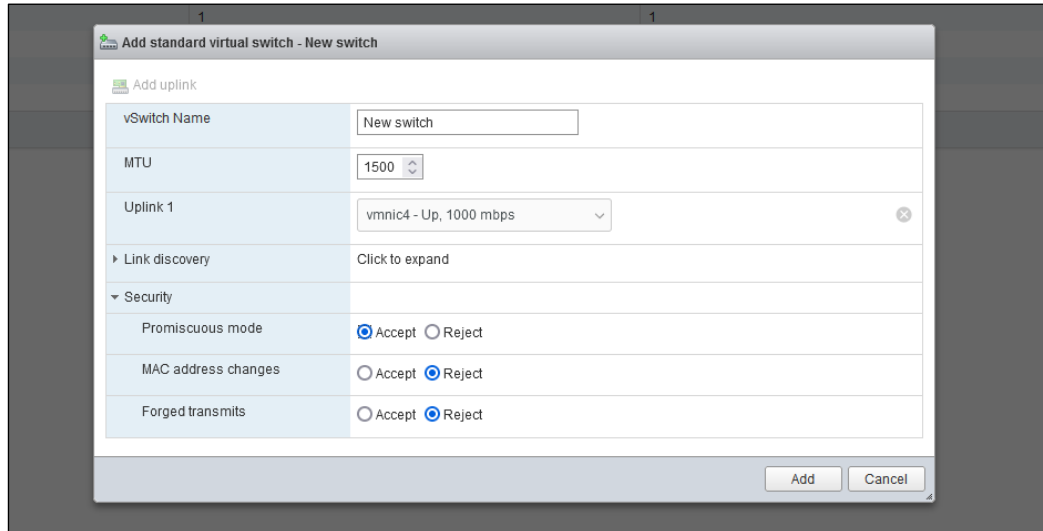 1 1
Add standard virtual switch - New switch
Add uplink
vSwitch Name New switch
MTU 1500
Uplink 1 vmnic4 - Up, 1000 mbps
Link discovery Click to expand
Security
Promiscuous mode Accept Reject
MAC address changes Accept Reject
Forged transmits Accept Reject
Add Cancel